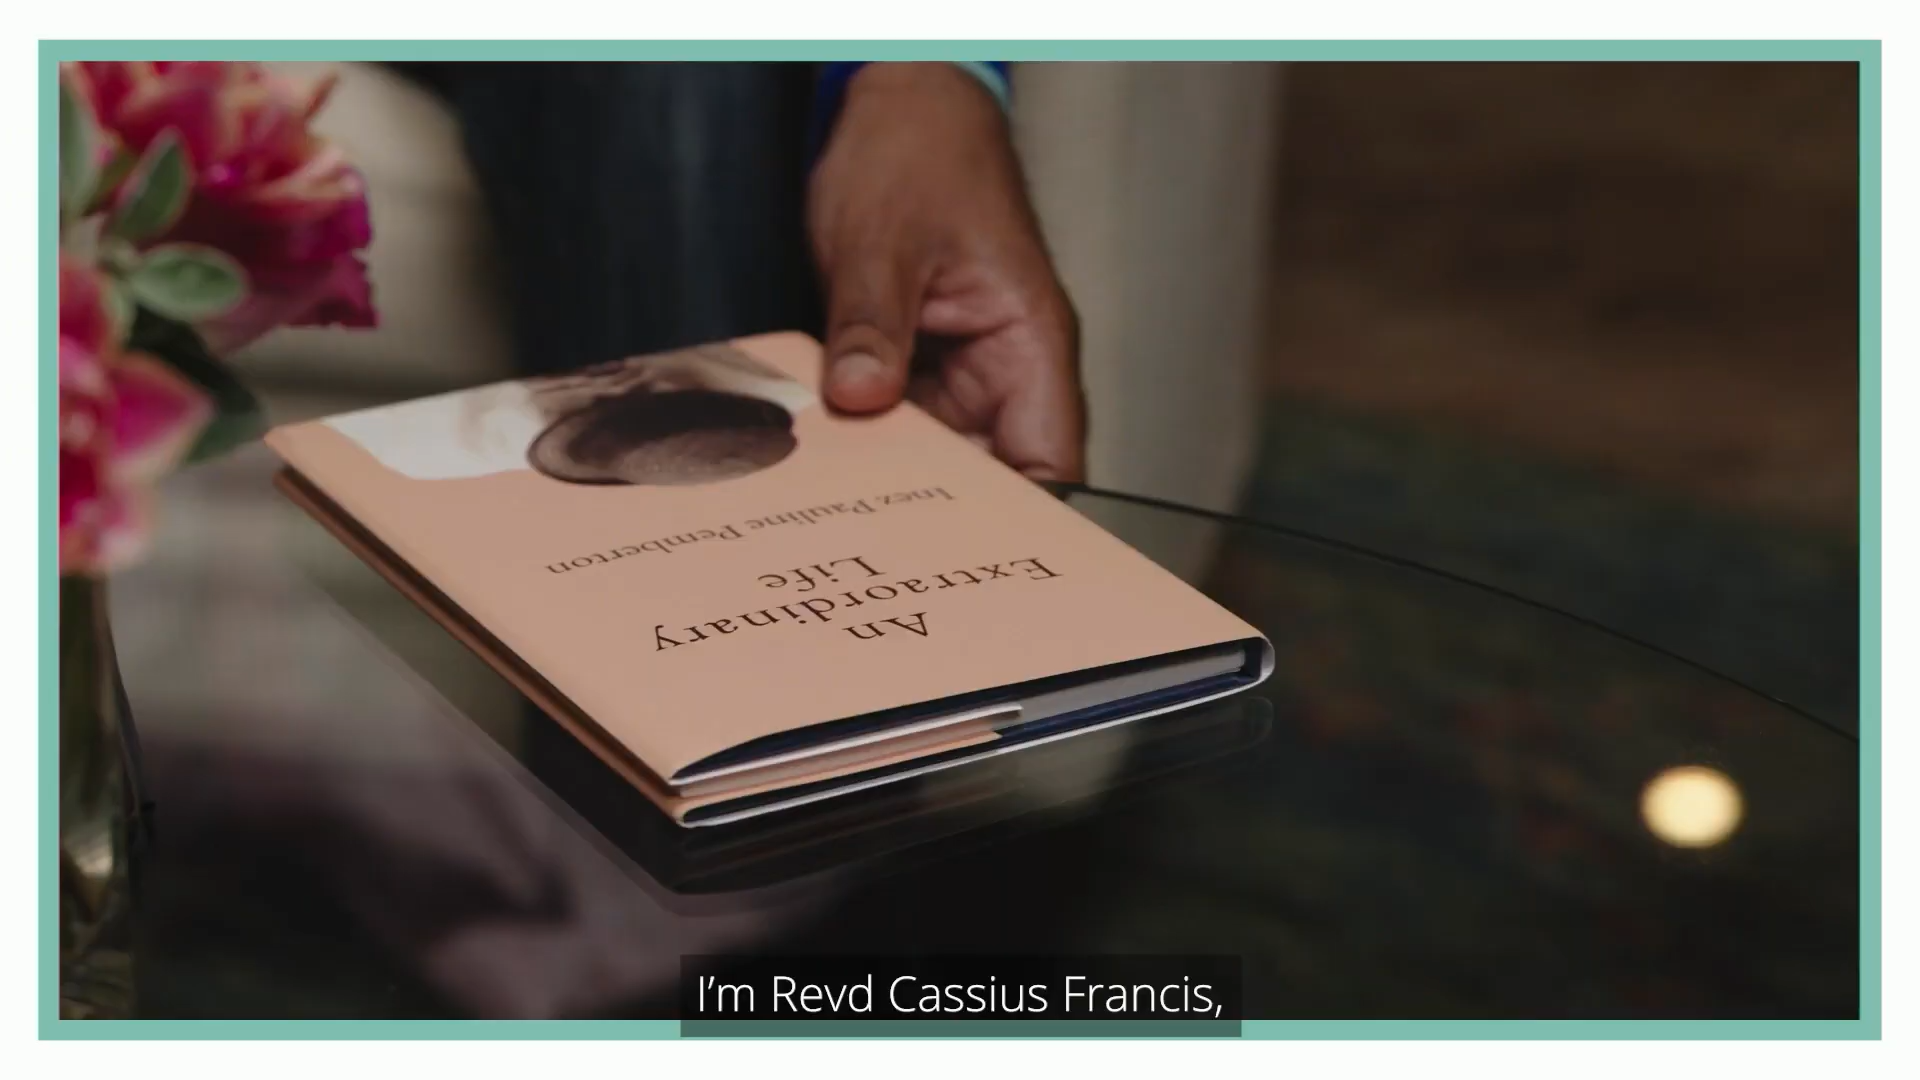 An
Extraordinary
Life
Inez Pauline Pemberton
I’m Revd Cassius Francis,